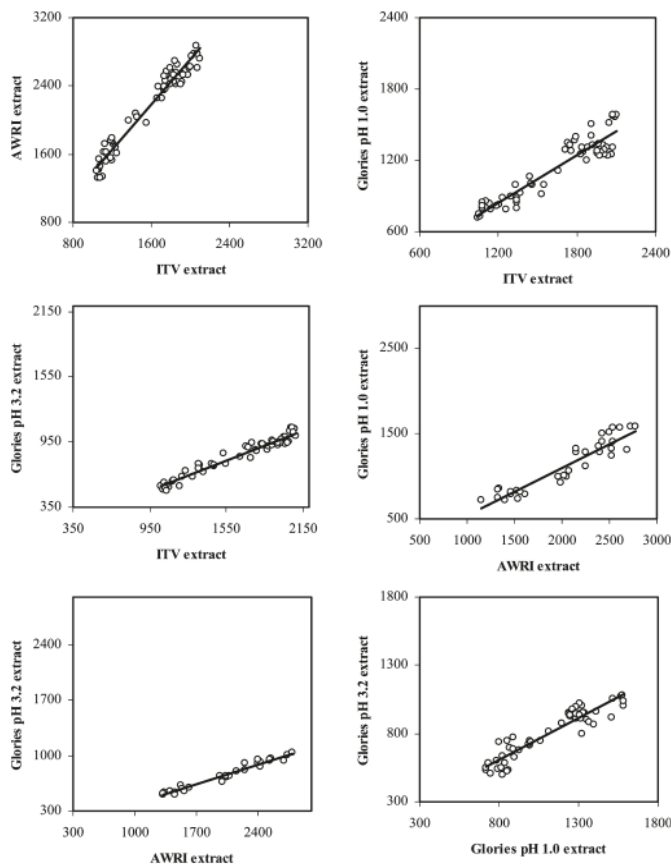 3200
2400
1600
800
AWRI extract
800 1600 2400 3200
ITV extract
2400
1800
1200
600
Glories pH 1.0 extract
600 1200 1800 2400
ITV extract
2150
1550
950
350
Glories pH 3.2 extract
350 950 1550 2150
ITV extract
2500
1500
500
Glories pH 1.0 extract
500 1000 1500 2000 2500 3000
AWRI extract
2400
1700
1000
300
Glories pH 3.2 extract
300 1000 1700 2400
AWRI extract
1800
1300
800
300
Glories pH 3.2 extract
300 800 1300 1800
Glories pH 1.0 extract